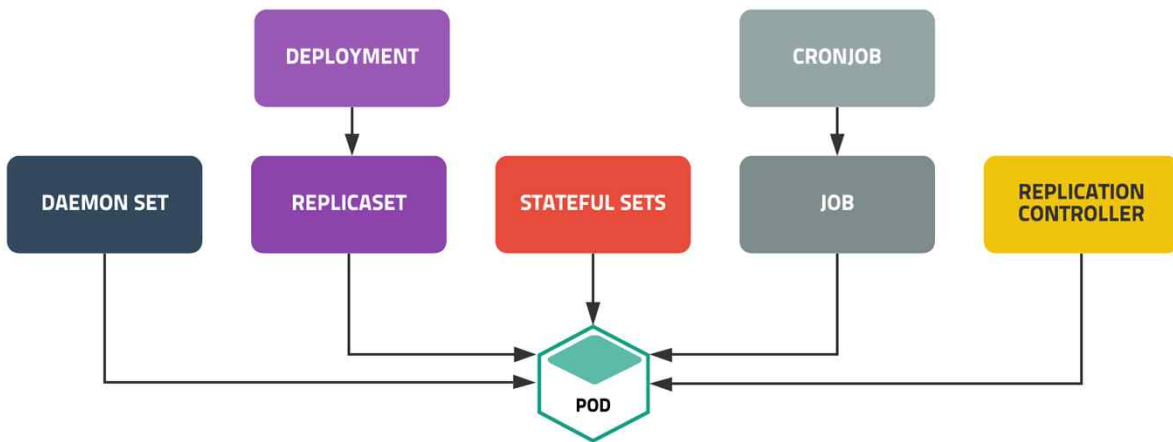 DEPLOYMENT
CRONJOB
DAEMON SET
REPLICASET
STATEFUL SETS
JOB
REPLICATION
CONTROLLER
POD